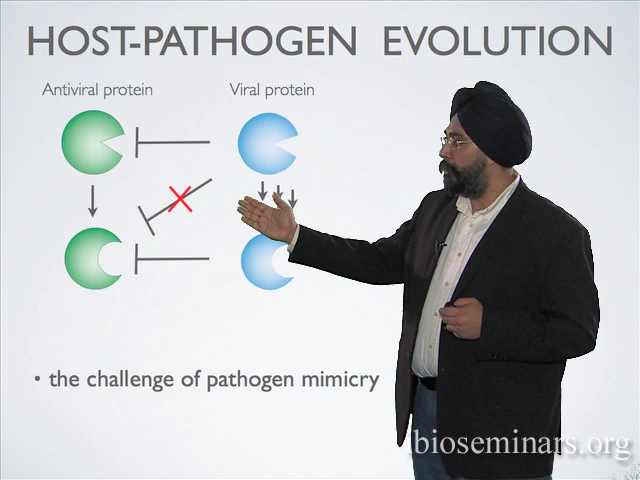 HOST-PATHOGEN EVOLUTION
Antiviral protein Viral protein
• the challenge of pathogen mimicry
bioseminars.org